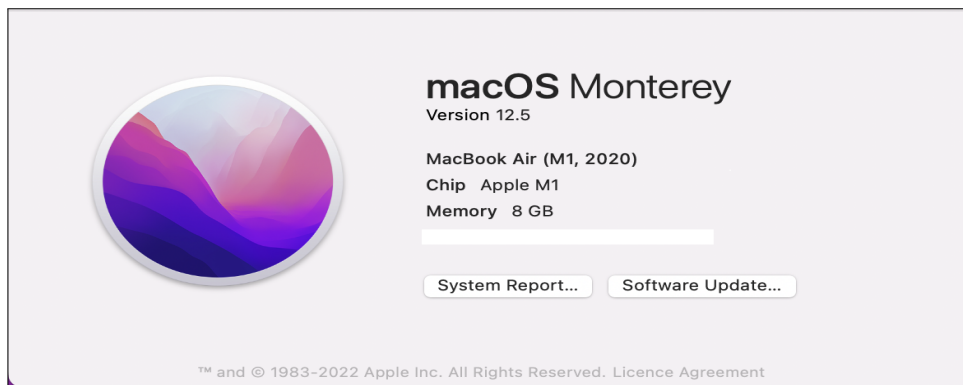 macOS Monterey
Version 12.5
MacBook Air (M1, 2020)
Chip Apple M1
Memory 8 GB
System Report... Software Update...
™ and © 1983-2022 Apple Inc. All Rights Reserved. Licence Agreement